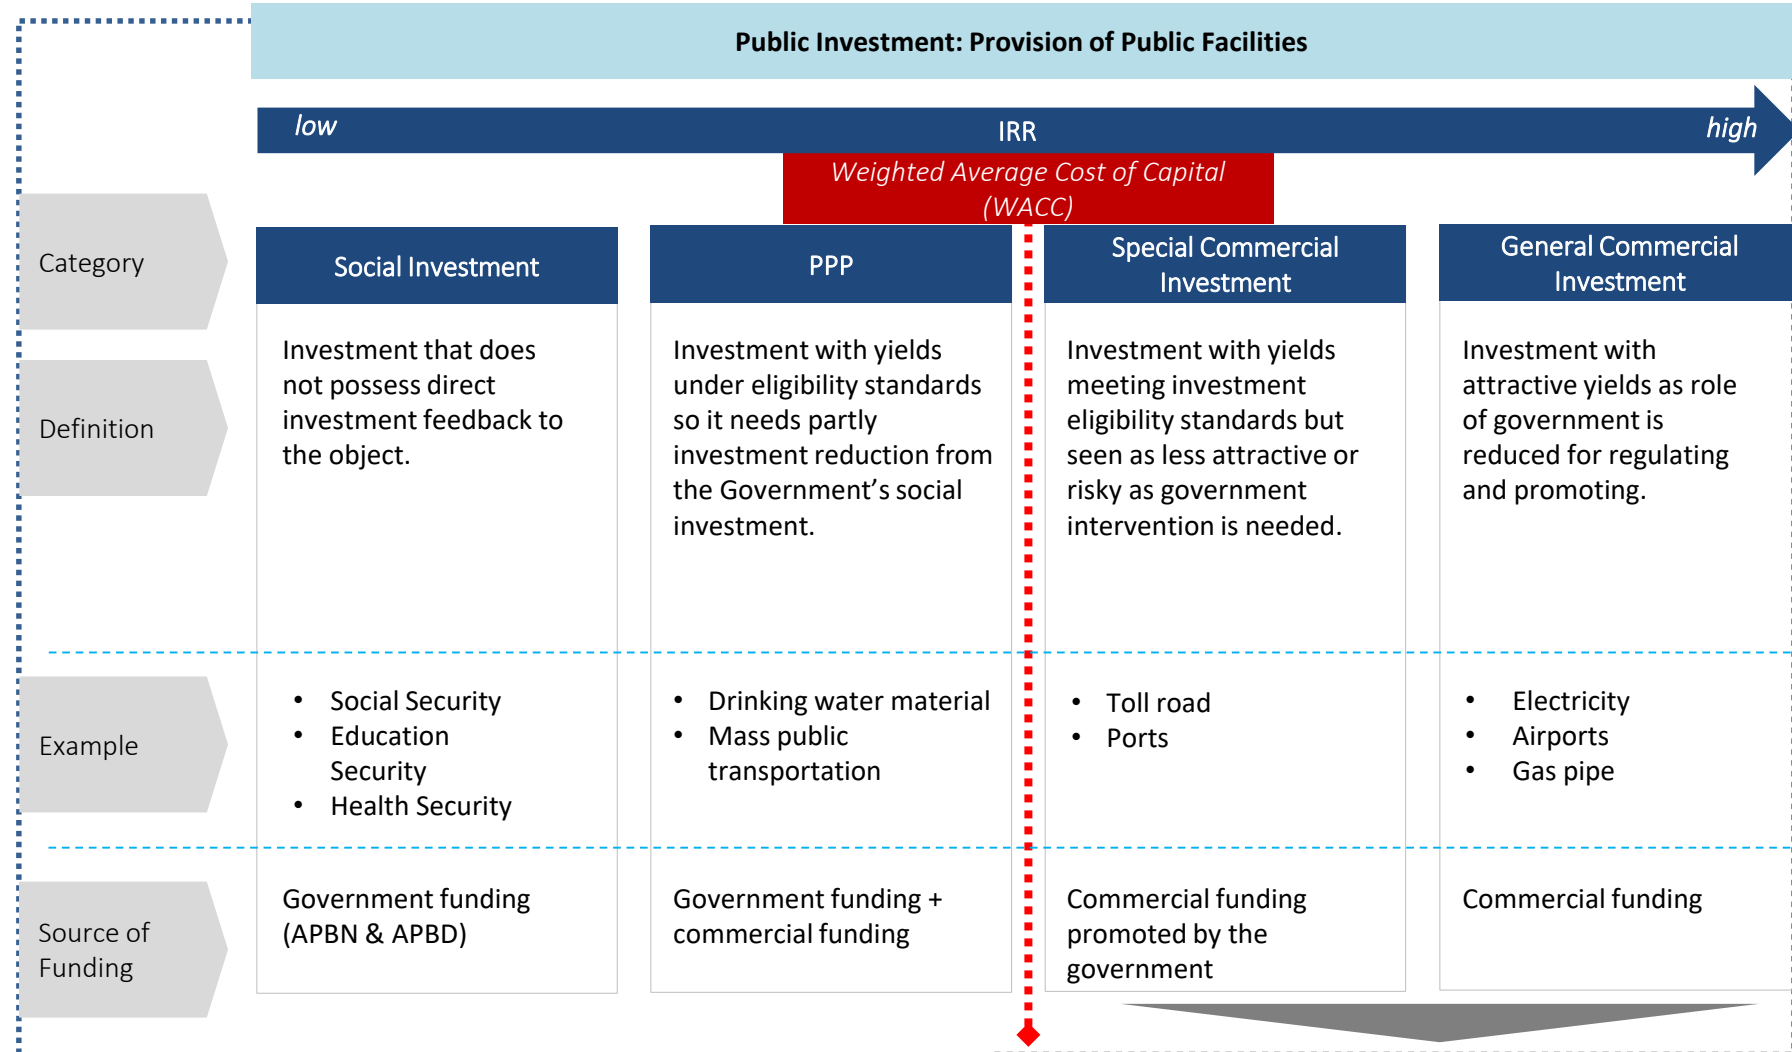 Public Investment: Provision of Public Facilities
low
IRR
high
Weighted Average Cost of Capital
(WACC)
Category
Social Investment
PPP
Special Commercial
Investment
General Commercial
Investment
Definition
Investment that does
not possess direct
investment feedback to
the object.
Investment with yields
under eligibility standards
so it needs partly
investment reduction from
the Government’s social
investment.
Investment with yields
meeting investment
eligibility standards but
seen as less attractive or
risky as government
intervention is needed.
Investment with
attractive yields as role
of government is
reduced for regulating
and promoting.
Example
• Social Security
• Education
Security
• Health Security
• Drinking water material
• Mass public
transportation
• Toll road
• Ports
• Electricity
• Airports
• Gas pipe
Source of
Funding
Government funding
(APBN & APBD)
Government funding +
commercial funding
Commercial funding
promoted by the
government
Commercial funding